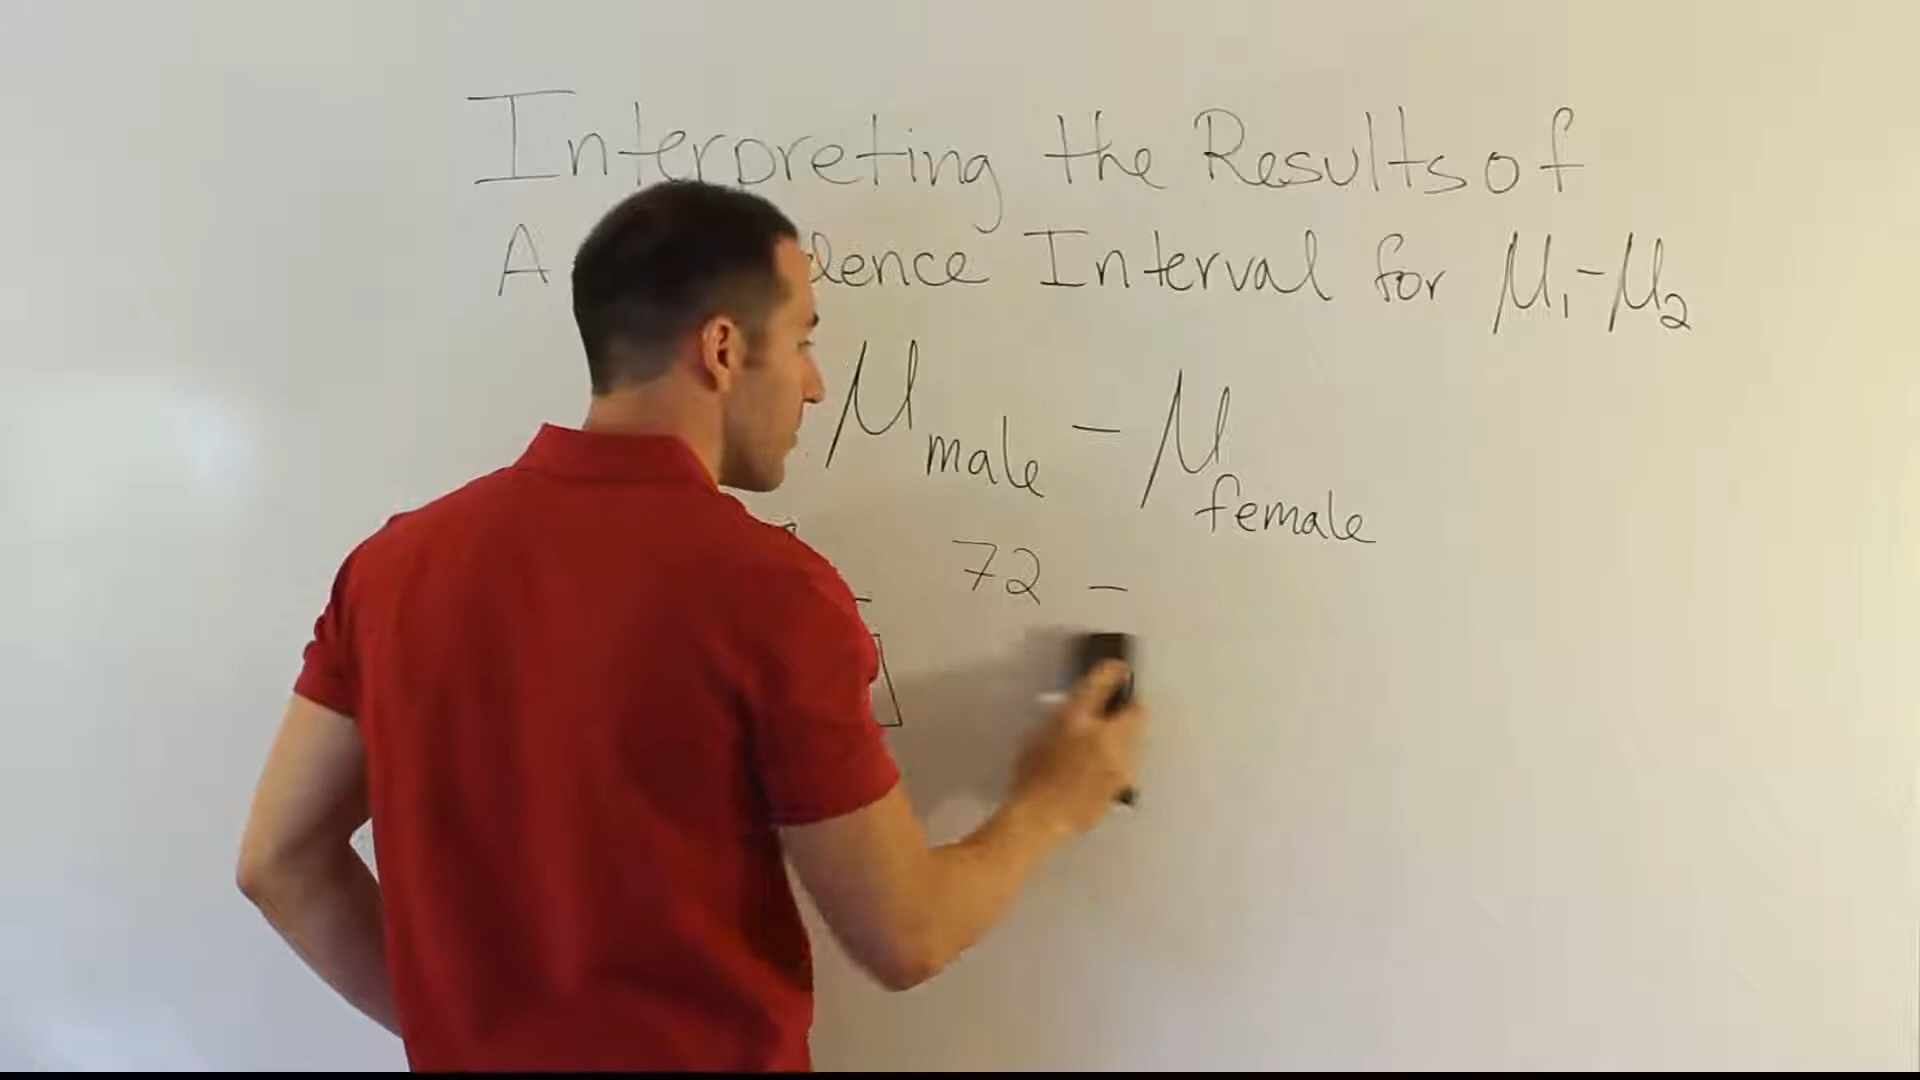 Interpreting the Results of
A dence Interval for μ₁-μ₂
μ male - μ female
72 -